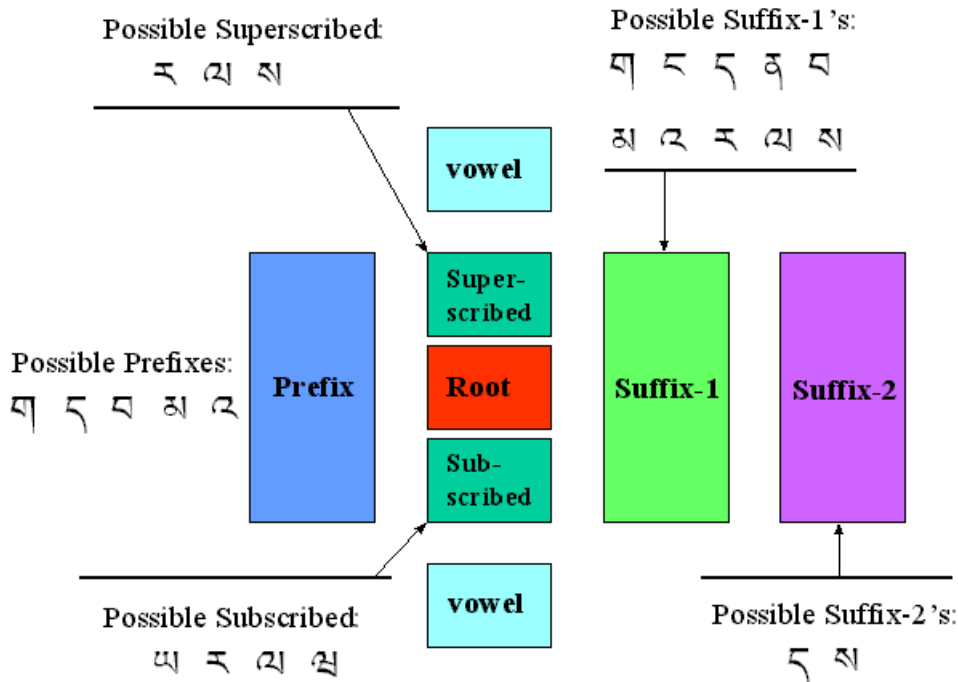 Possible Superscribed:
ར ལ ས
Possible Suffix-1's:
ག ང ད ན བ
མ འ ར ལ ས
vowel
Super-
scribed
Possible Prefixes:
ག ད བ མ འ
Prefix
Root
Suffix-1
Suffix-2
Sub-
scribed
vowel
Possible Subscribed:
ཡ ར ལ ཝ
Possible Suffix-2's:
ད ས